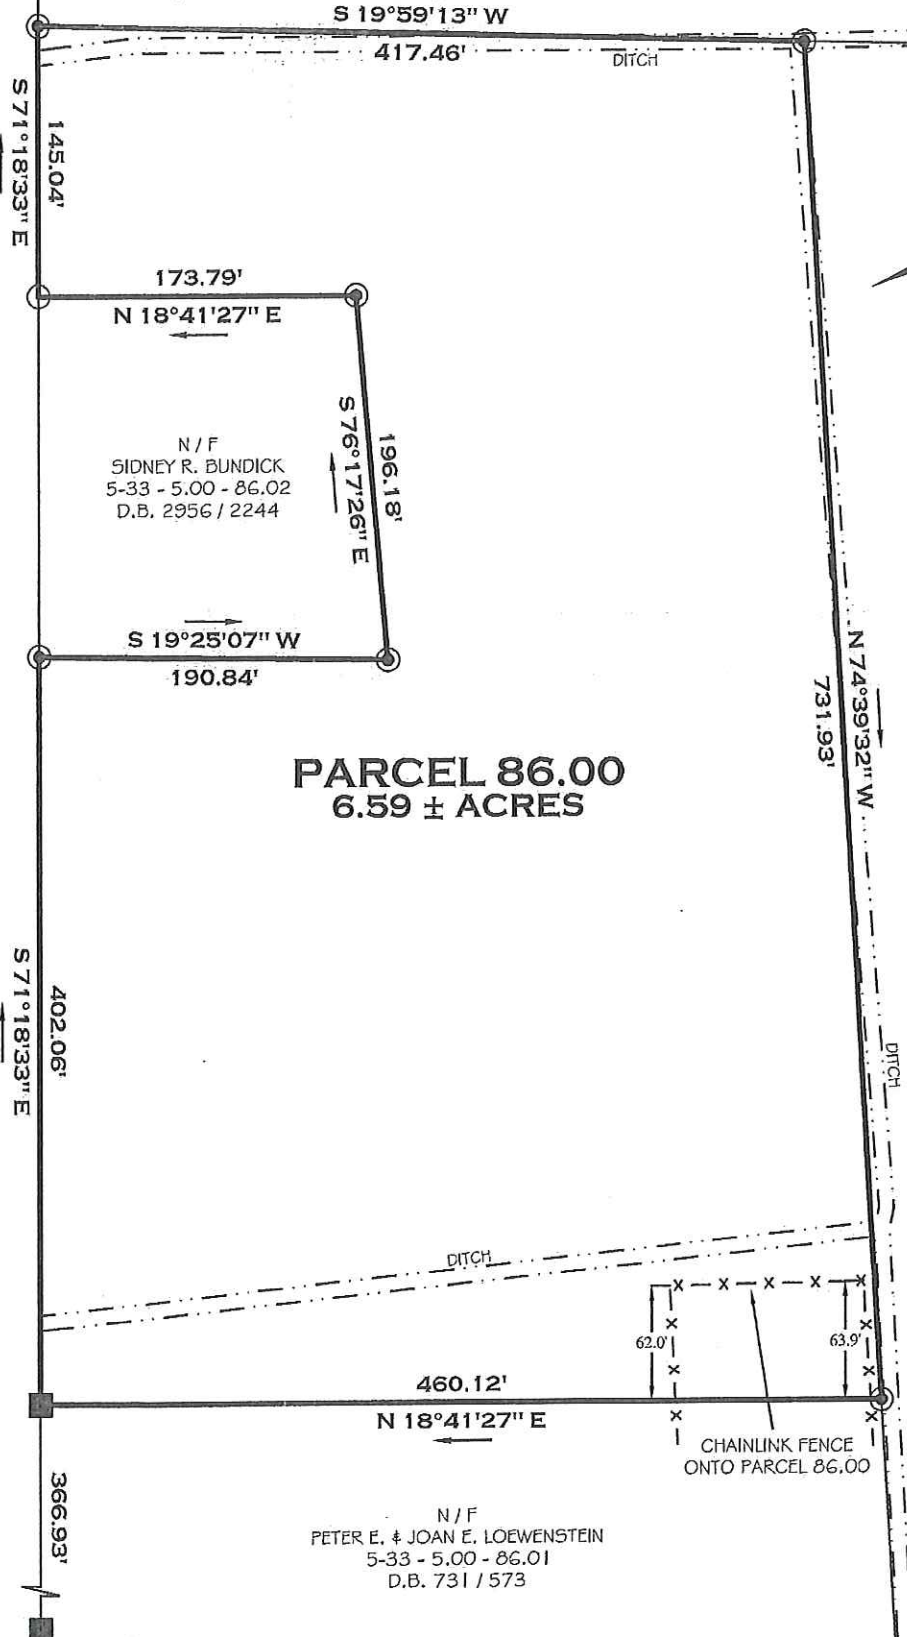 S 19°59'13" W
417.46'
DITCH
145.04'
S 71°18'33" E
173.79'
N 18°41'27" E
N / F
SIDNEY R. BUNDICK
5-33 - 5.00 - 86.02
D.B. 2956 / 2244
196.18'
S 76°17'26" E
S 19°25'07" W
190.84'
N 74°39'32" W
731.93'
PARCEL 86.00
6.59 ± ACRES
402.06'
S 71°18'33" E
DITCH
DITCH
62.0'
63.9'
460.12'
N 18°41'27" E
CHAINLINK FENCE
ONTO PARCEL 86.00
366.93'
N / F
PETER E. & JOAN E. LOEWENSTEIN
5-33 - 5.00 - 86.01
D.B. 731 / 573